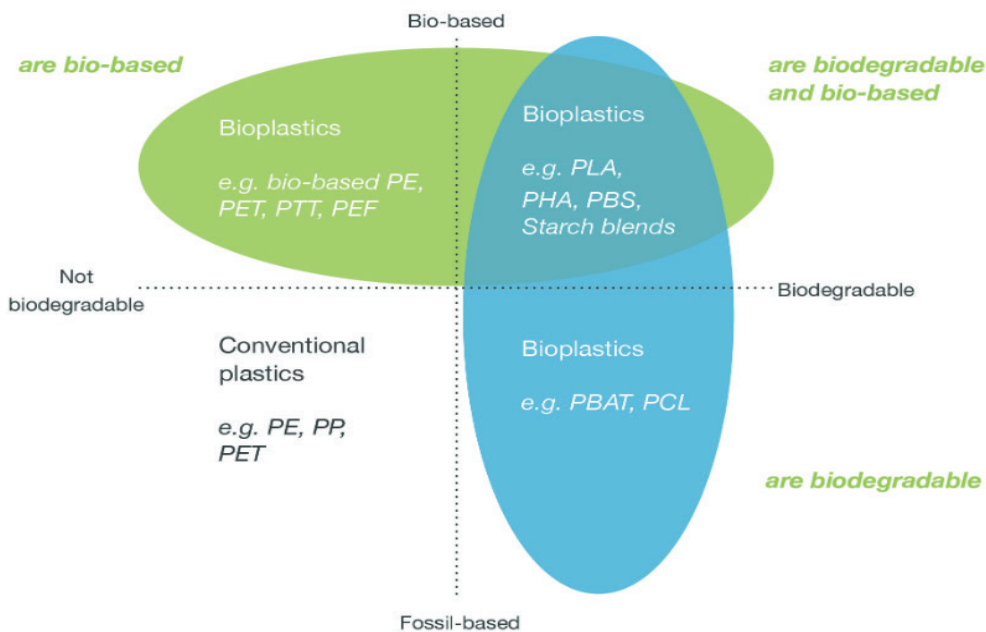 Bio-based
are bio-based
are biodegradable
and bio-based
Bioplastics
e.g. bio-based PE,
PET, PTT, PEF
Bioplastics
e.g. PLA,
PHA, PBS,
Starch blends
Not
biodegradable
Biodegradable
Conventional
plastics
e.g. PE, PP,
PET
Bioplastics
e.g. PBAT, PCL
are biodegradable
Fossil-based